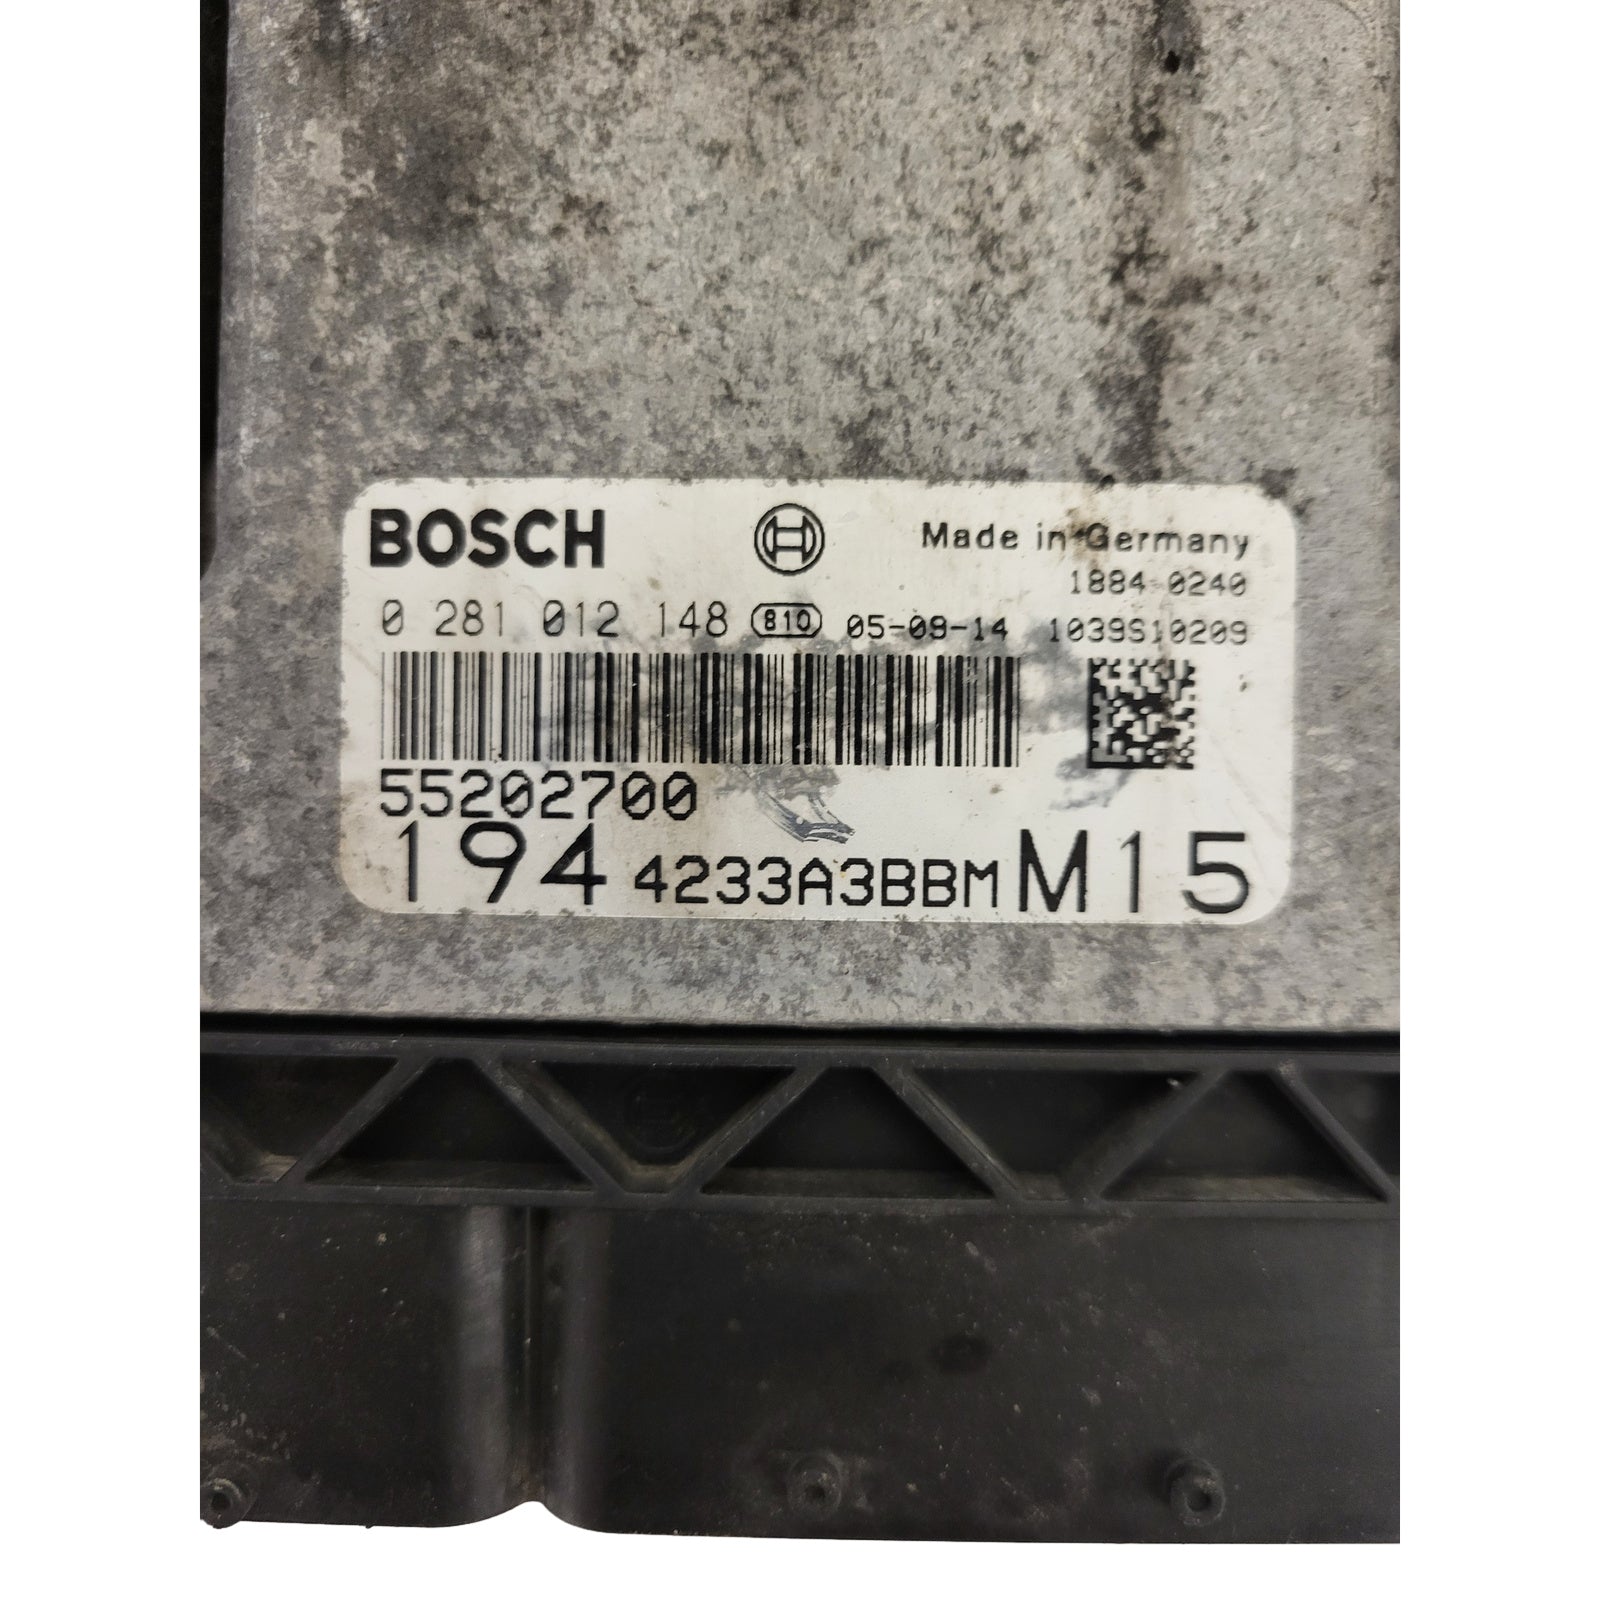 BOSCH Made in Germany
1884 0240
0 281 012 148 810 05-09-14 1039S10209
55202700
194 4233A3BBM M15